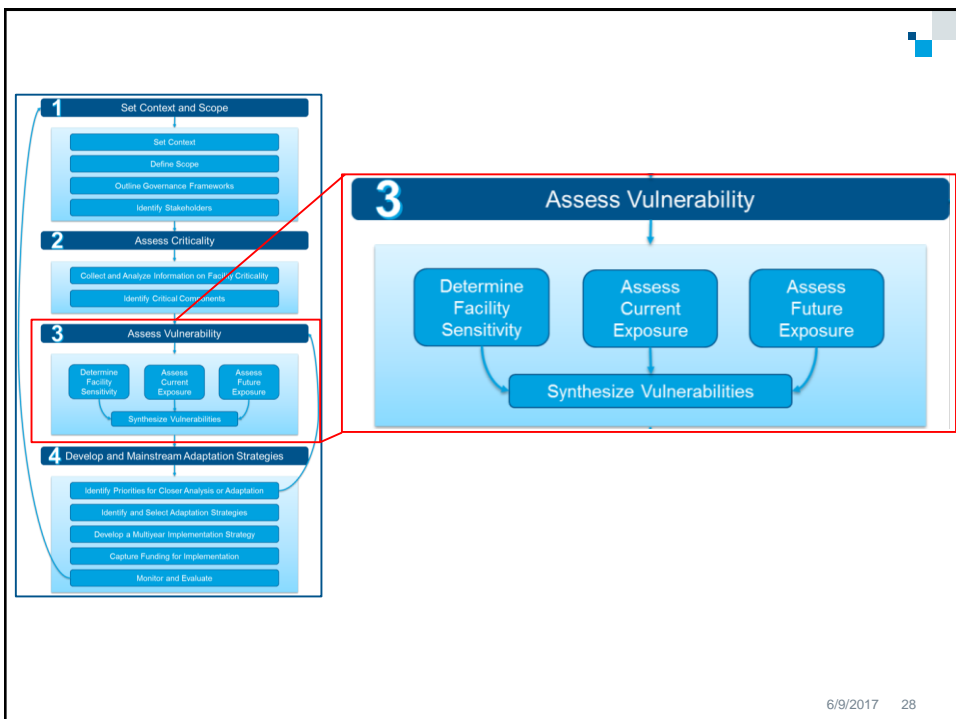 1 Set Context and Scope
Set Context
Define Scope
Outline Governance Frameworks
Identify Stakeholders
2 Assess Criticality
Collect and Analyze Information on Facility Criticality
Identify Critical Components
3 Assess Vulnerability
Determine
Facility
Sensitivity
Assess
Current
Exposure
Assess
Future
Exposure
Synthesize Vulnerabilities
4 Develop and Mainstream Adaptation Strategies
Identify Priorities for Closer Analysis or Adaptation
Identify and Select Adaptation Strategies
Develop a Multiyear Implementation Strategy
Capture Funding for Implementation
Monitor and Evaluate
3 Assess Vulnerability
Determine
Facility
Sensitivity
Assess
Current
Exposure
Assess
Future
Exposure
Synthesize Vulnerabilities
6/9/2017 28